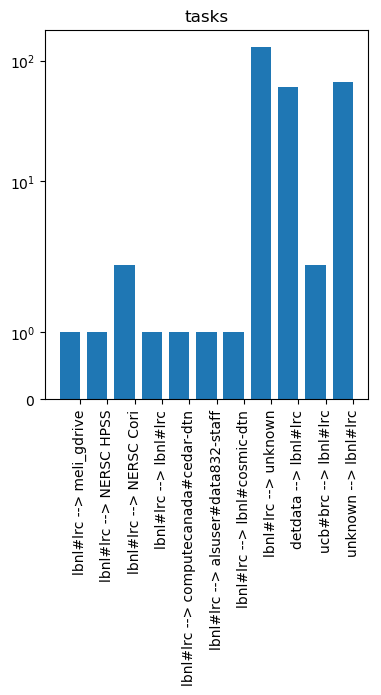 tasks
10²
10¹
10⁰
0
lbnl#lrc --> meli_gdrive
lbnl#lrc --> NERSC HPSS
lbnl#lrc --> NERSC Cori
lbnl#lrc --> lbnl#lrc
lbnl#lrc --> computecanada#cedar-dtn
lbnl#lrc --> alsuser#data832-staff
lbnl#lrc --> lbnl#cosmic-dtn
lbnl#lrc --> unknown
detdata --> lbnl#lrc
ucb#brc --> lbnl#lrc
unknown --> lbnl#lrc